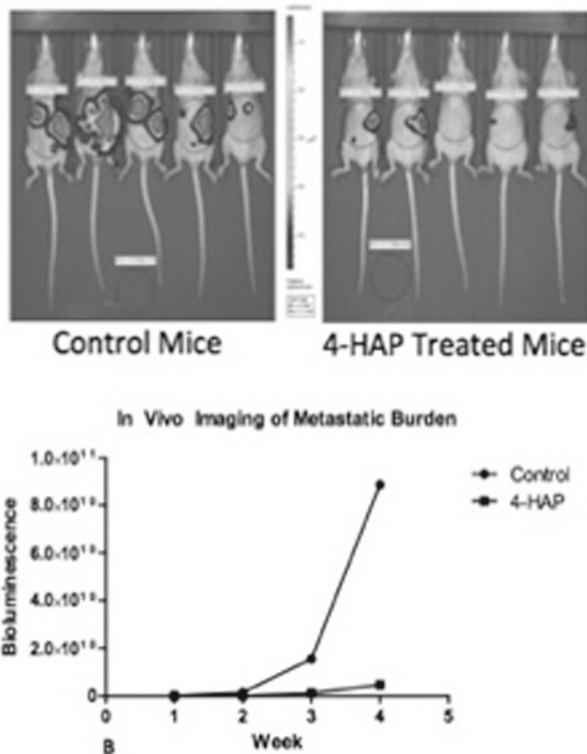 Control Mice
4-HAP Treated Mice
In Vivo Imaging of Metastatic Burden
Bioluminescence
1.0×10¹¹
8.0×10¹⁰
6.0×10¹⁰
4.0×10¹⁰
2.0×10¹⁰
0
0 1 2 3 4 5
Week
Control
4-HAP
B